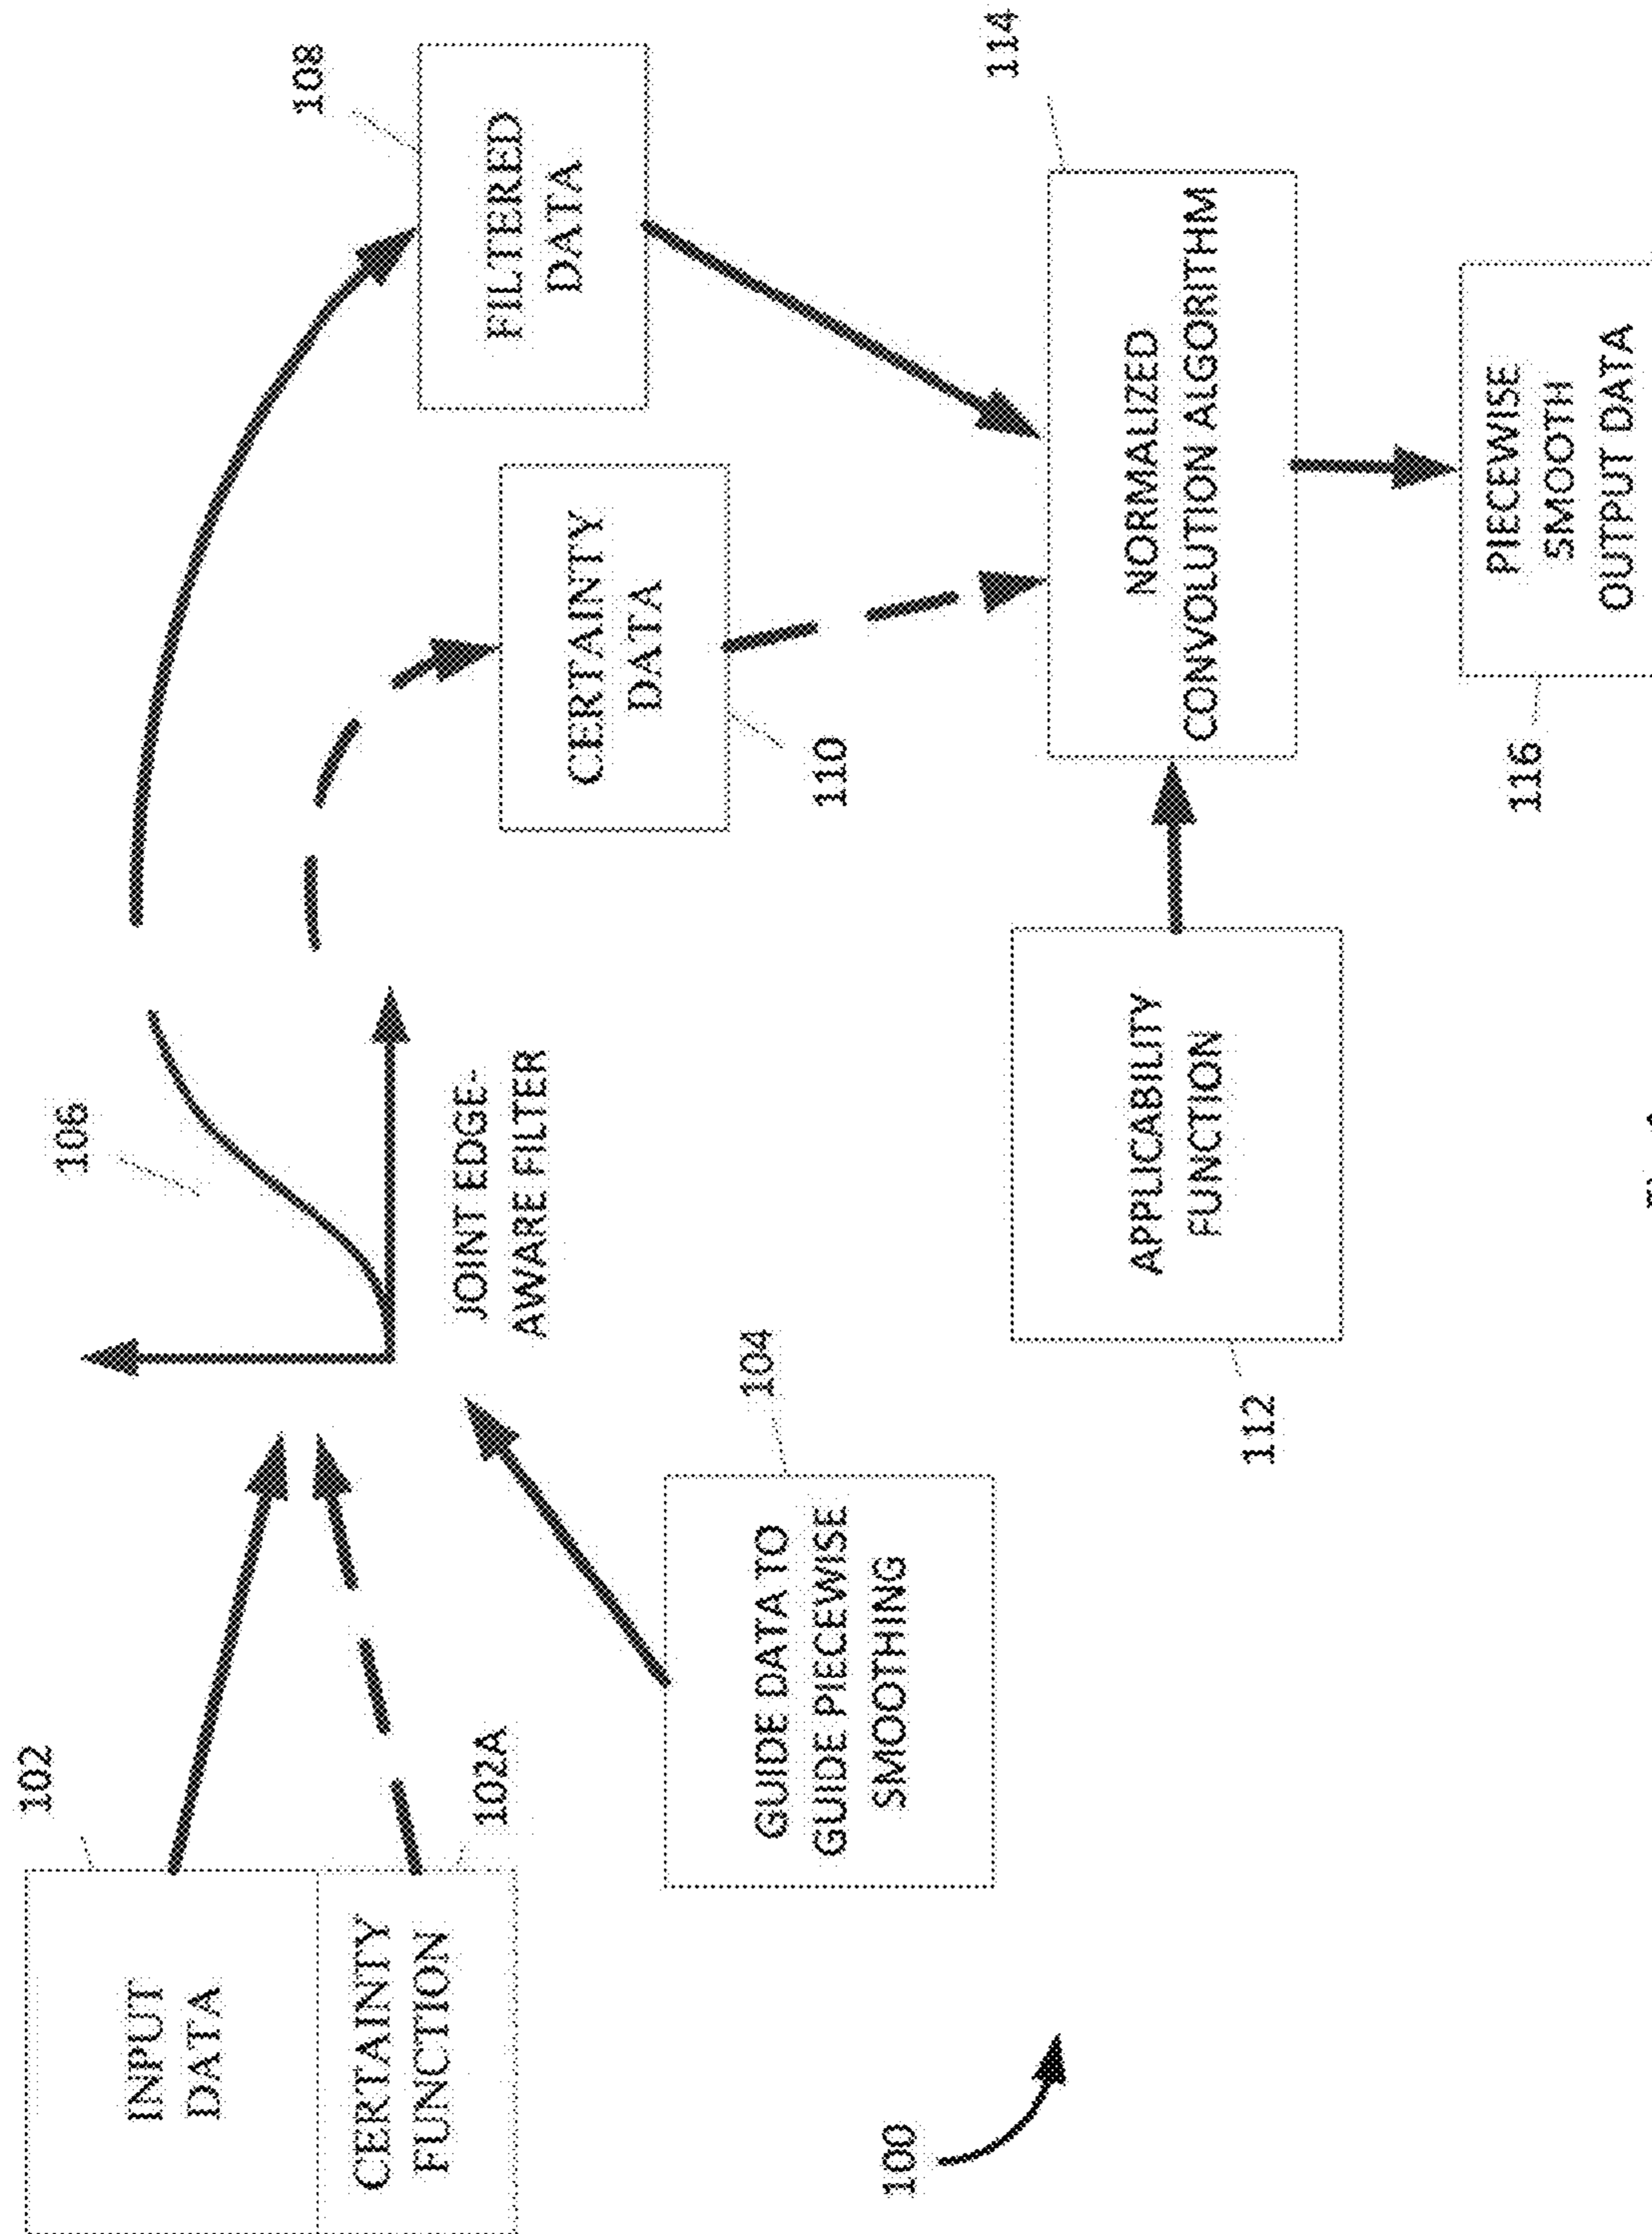 102
INPUT
DATA
CERTAINTY
FUNCTION
102A
GUIDE DATA TO
GUIDE PIECEWISE
SMOOTHING
104
106
JOINT EDGE-
AWARE FILTER
108
FILTERED
DATA
CERTAINTY
DATA
110
APPLICABILITY
FUNCTION
112
114
NORMALIZED
CONVOLUTION ALGORITHM
PIECEWISE
SMOOTH
OUTPUT DATA
116
100